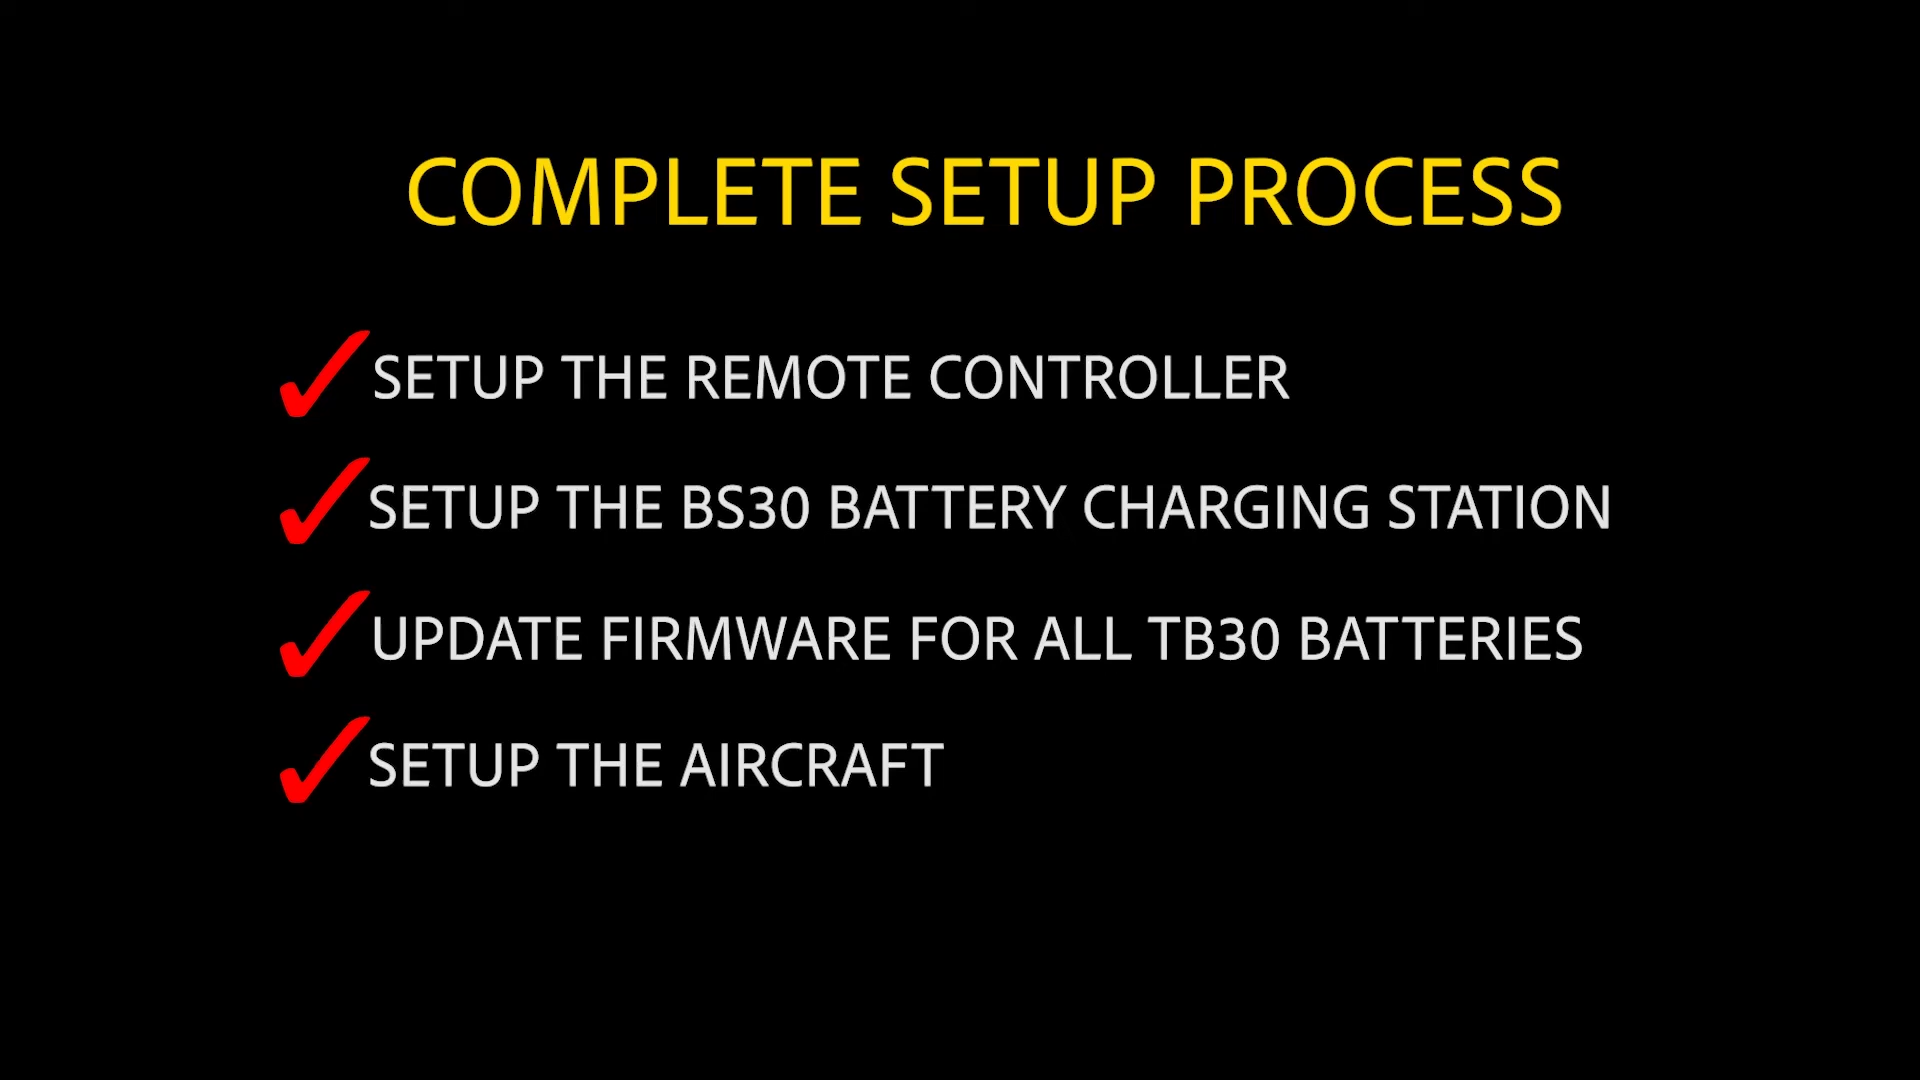 COMPLETE SETUP PROCESS
SETUP THE REMOTE CONTROLLER
SETUP THE BS30 BATTERY CHARGING STATION
UPDATE FIRMWARE FOR ALL TB30 BATTERIES
SETUP THE AIRCRAFT